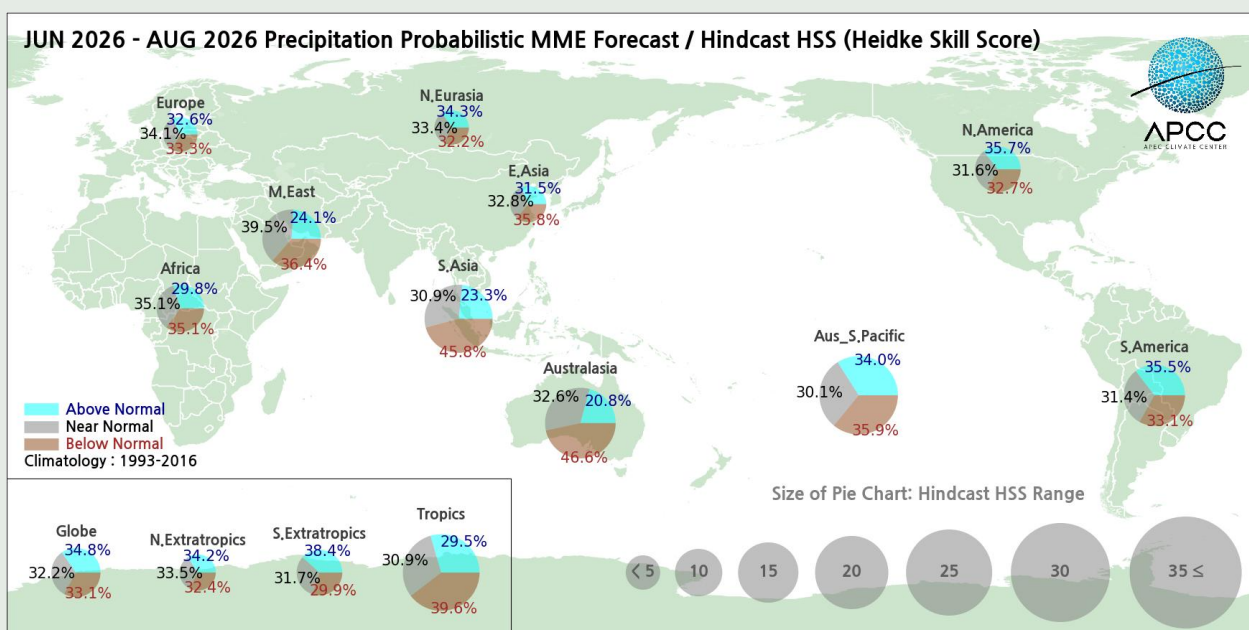 JUN 2026 - AUG 2026 Precipitation Probabilistic MME Forecast / Hindcast HSS (Heidke Skill Score)
APCC
APEC CLIMATE CENTER
Europe
32.6%
34.1%
33.3%
N.Eurasia
34.3%
33.4%
32.2%
N.America
35.7%
31.6%
32.7%
E.Asia
31.5%
32.8%
35.8%
M.East
39.5%
24.1%
36.4%
Africa
29.8%
35.1%
35.1%
S.Asia
30.9%
23.3%
45.8%
Aus_S.Pacific
34.0%
30.1%
35.9%
S.America
35.5%
31.4%
33.1%
Australasia
32.6%
20.8%
46.6%
Above Normal
Near Normal
Below Normal
Climatology : 1993-2016
Globe
34.8%
32.2%
33.1%
N.Extratropics
34.2%
33.5%
32.4%
S.Extratropics
38.4%
31.7%
29.9%
Tropics
29.5%
30.9%
39.6%
Size of Pie Chart: Hindcast HSS Range
< 5
10
15
20
25
30
35 ≤